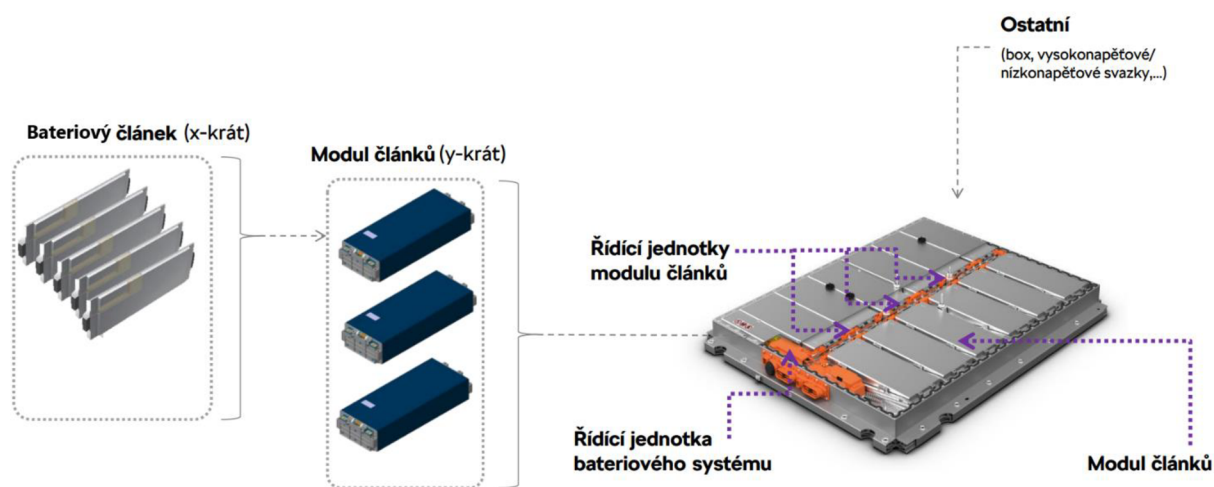 Ostatní
(box, vysokonapěťové/
nízkonapěťové svazky,...)
Bateriový článek (x-krát)
Modul článků (y-krát)
Řídící jednotky
modulu článků
Řídící jednotka
bateriového systému
Modul článků